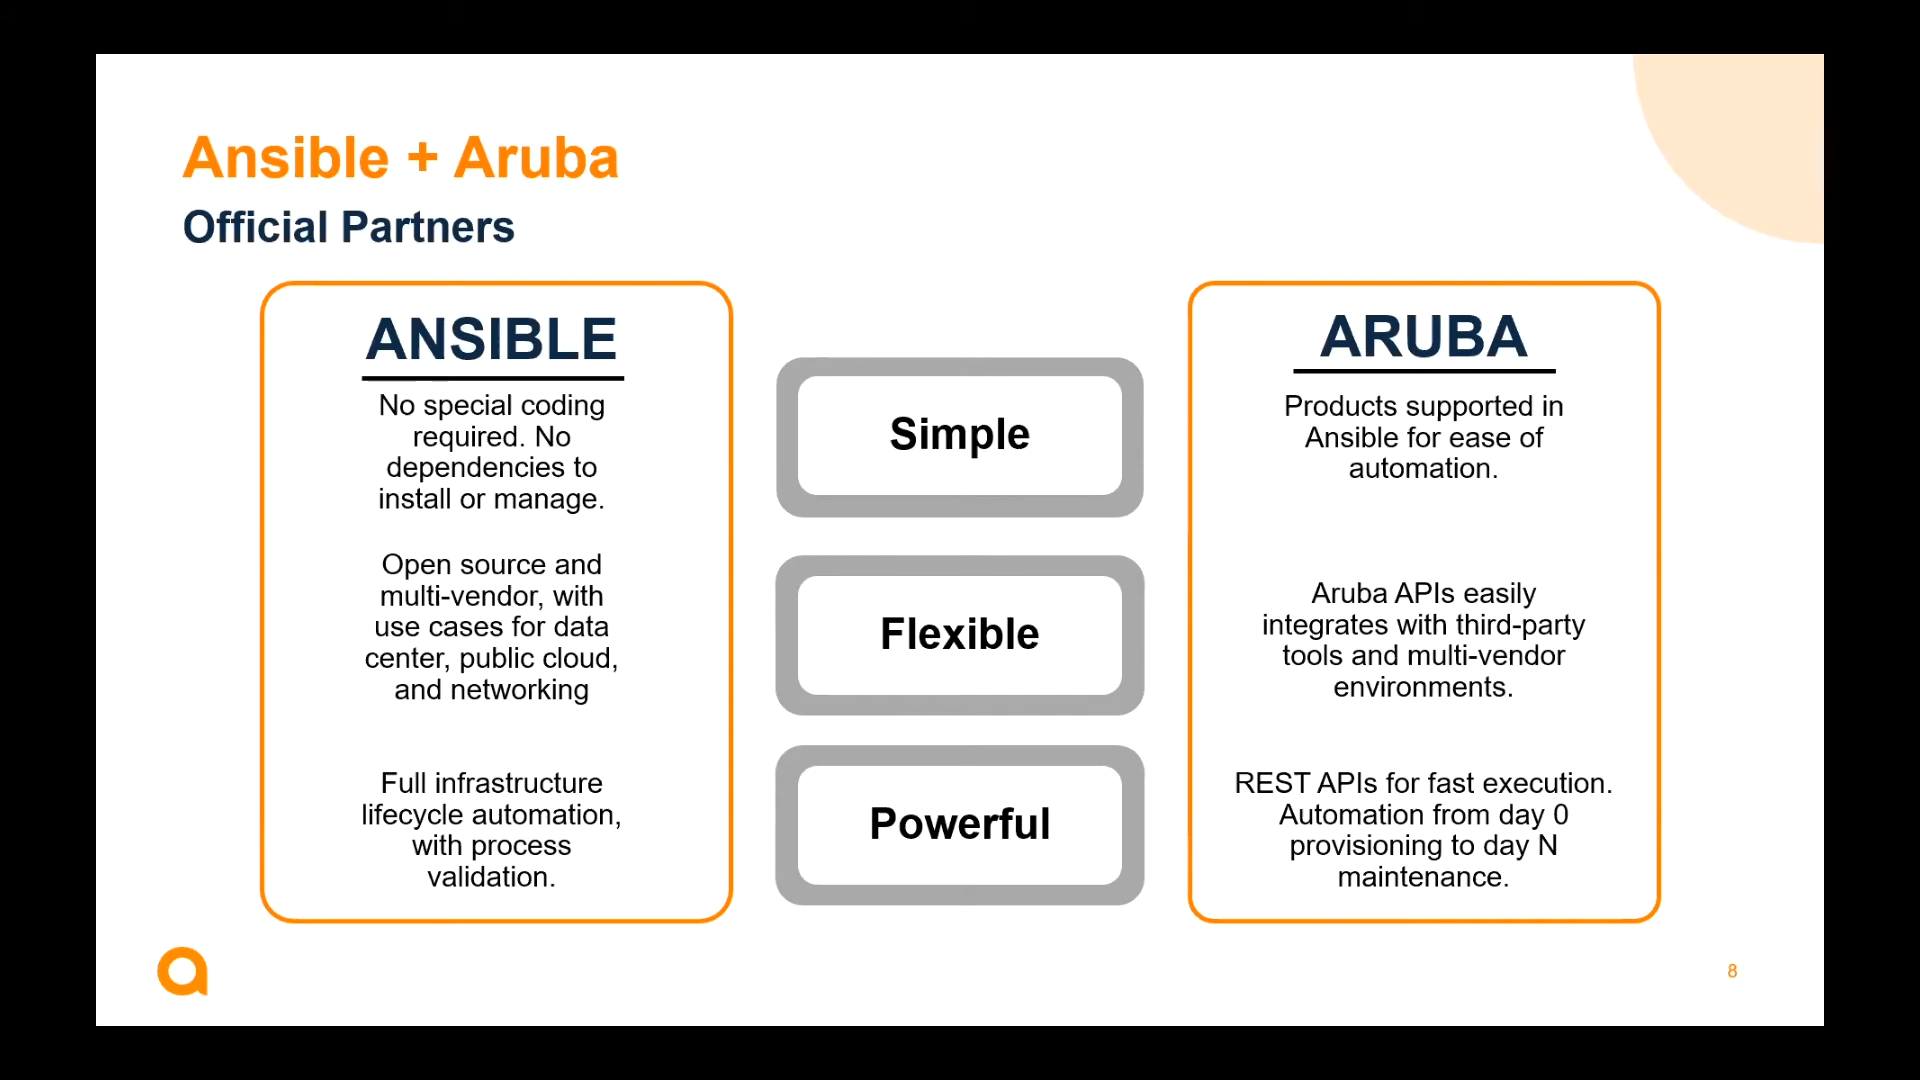 Ansible + Aruba
Official Partners
ANSIBLE
No special coding
required. No
dependencies to
install or manage.
Open source and
multi-vendor, with
use cases for data
center, public cloud,
and networking
Full infrastructure
lifecycle automation,
with process
validation.
Simple
Flexible
Powerful
ARUBA
Products supported in
Ansible for ease of
automation.
Aruba APIs easily
integrates with third-party
tools and multi-vendor
environments.
REST APIs for fast execution.
Automation from day 0
provisioning to day N
maintenance.
8